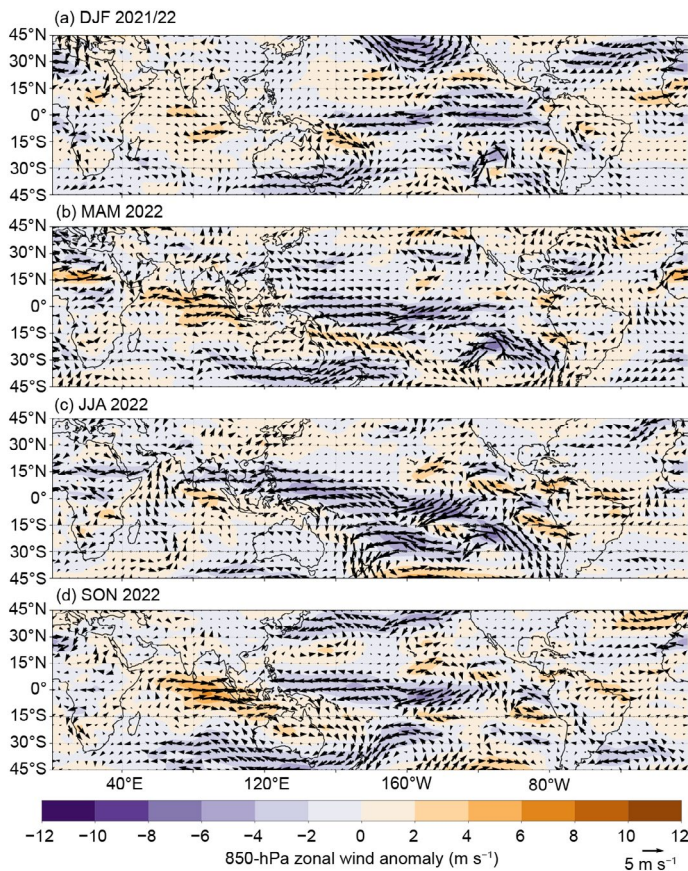 (a) DJF 2021/22
45°N
30°N
15°N
0°
15°S
30°S
45°S
(b) MAM 2022
45°N
30°N
15°N
0°
15°S
30°S
45°S
(c) JJA 2022
45°N
30°N
15°N
0°
15°S
30°S
45°S
(d) SON 2022
45°N
30°N
15°N
0°
15°S
30°S
45°S
40°E 120°E 160°W 80°W
−12 −10 −8 −6 −4 −2 0 2 4 6 8 10 12
850-hPa zonal wind anomaly (m s⁻¹)
5 m s⁻¹